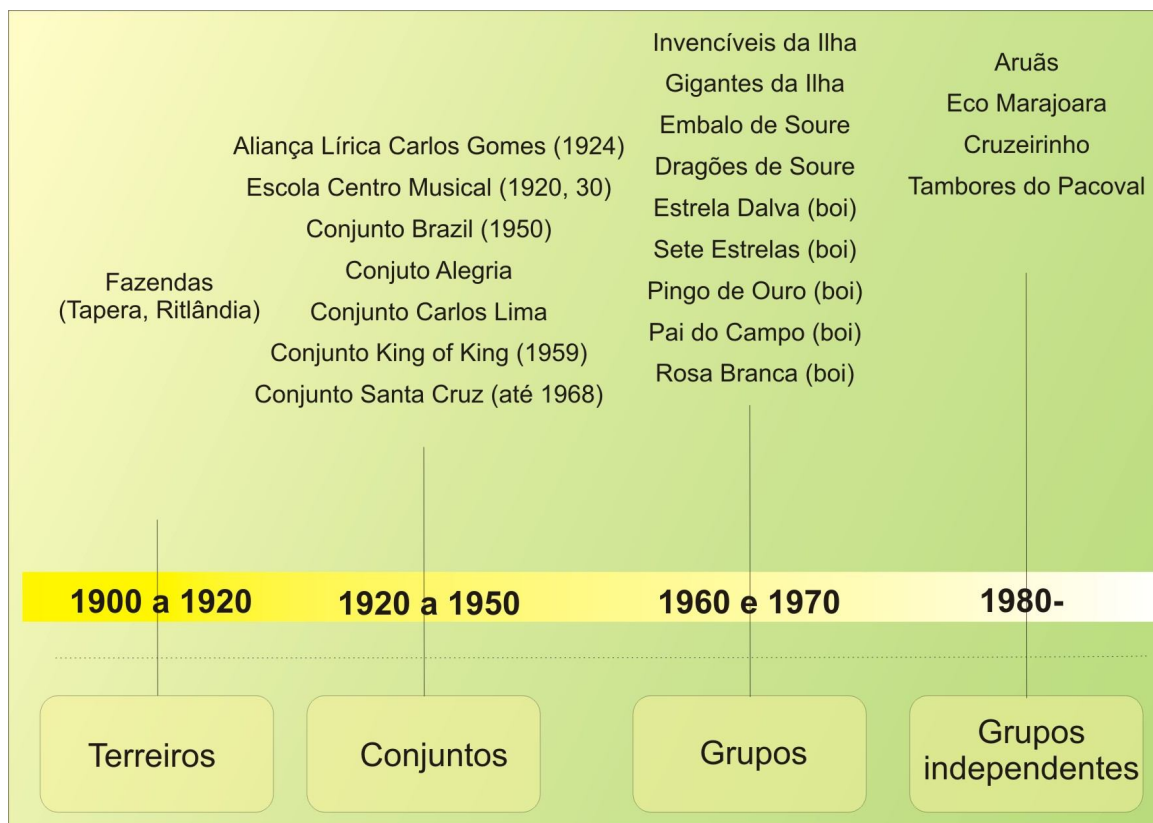 Fazendas
(Tapera, Ritlândia)
Aliança Lírica Carlos Gomes (1924)
Escola Centro Musical (1920, 30)
Conjunto Brazil (1950)
Conjuto Alegria
Conjunto Carlos Lima
Conjunto King of King (1959)
Conjunto Santa Cruz (até 1968)
Invencíveis da Ilha
Gigantes da Ilha
Embalo de Soure
Dragões de Soure
Estrela Dalva (boi)
Sete Estrelas (boi)
Pingo de Ouro (boi)
Pai do Campo (boi)
Rosa Branca (boi)
Aruãs
Eco Marajoara
Cruzeirinho
Tambores do Pacoval
1900 a 1920
1920 a 1950
1960 e 1970
1980-
Terreiros
Conjuntos
Grupos
Grupos
independentes